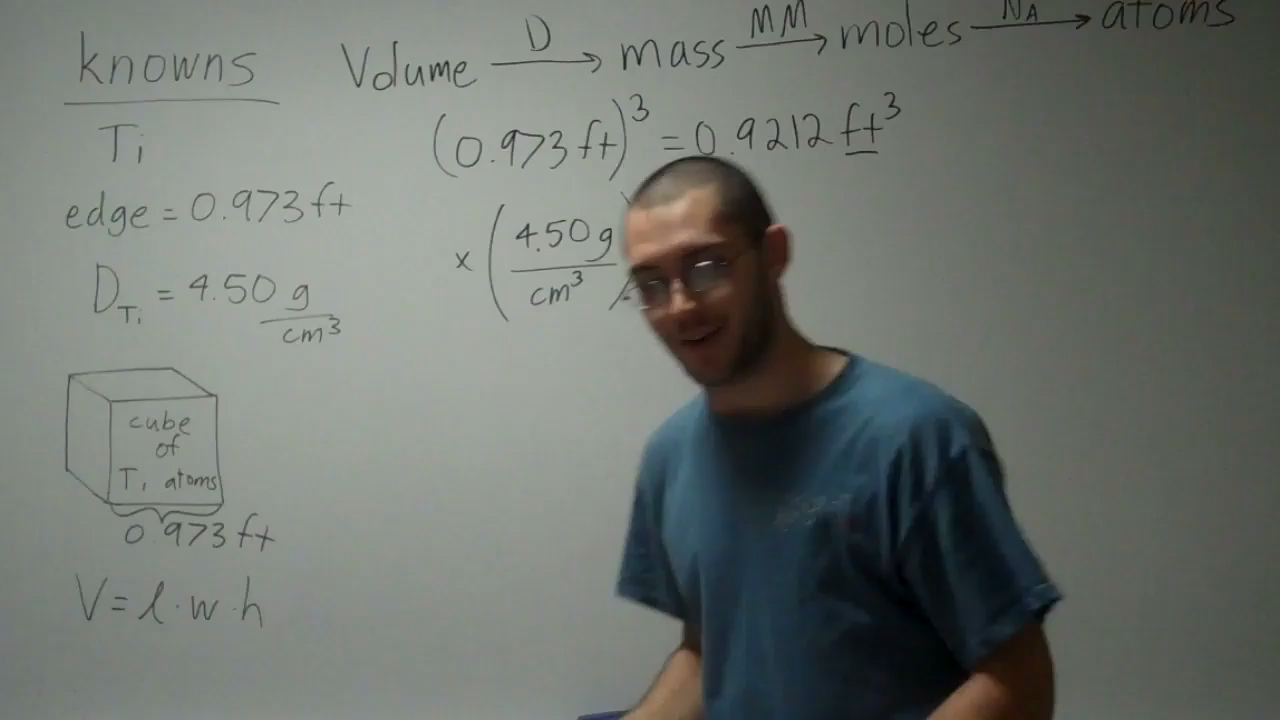 knowns
Volume —D→ mass —MM→ moles —NA→ atoms
Ti
(0.973 ft)³ = 0.9212 ft³
edge = 0.973 ft
× (4.50 g / cm³
D_Ti = 4.50 g / cm³
cube
of
Ti atoms
0.973 ft
V = l · w · h